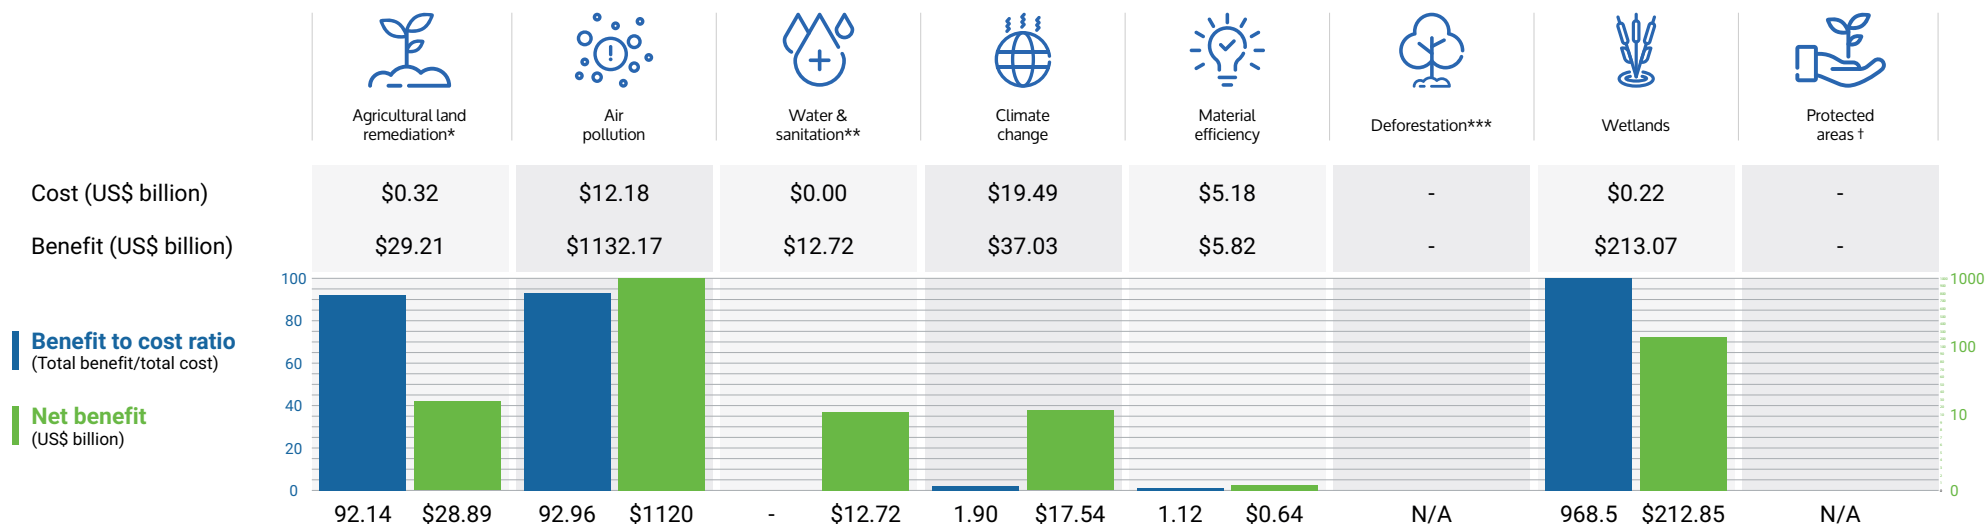 Agricultural land
remediation*
Air
pollution
Water &
sanitation**
Climate
change
Material
efficiency
Deforestation***
Wetlands
Protected
areas †
Cost (US$ billion) $0.32 $12.18 $0.00 $19.49 $5.18 - $0.22 -
Benefit (US$ billion) $29.21 $1132.17 $12.72 $37.03 $5.82 - $213.07 -
Benefit to cost ratio
(Total benefit/total cost)
Net benefit
(US$ billion)
100
80
60
40
20
0
1000
100
10
0
92.14 $28.89 92.96 $1120 - $12.72 1.90 $17.54 1.12 $0.64 N/A 968.5 $212.85 N/A